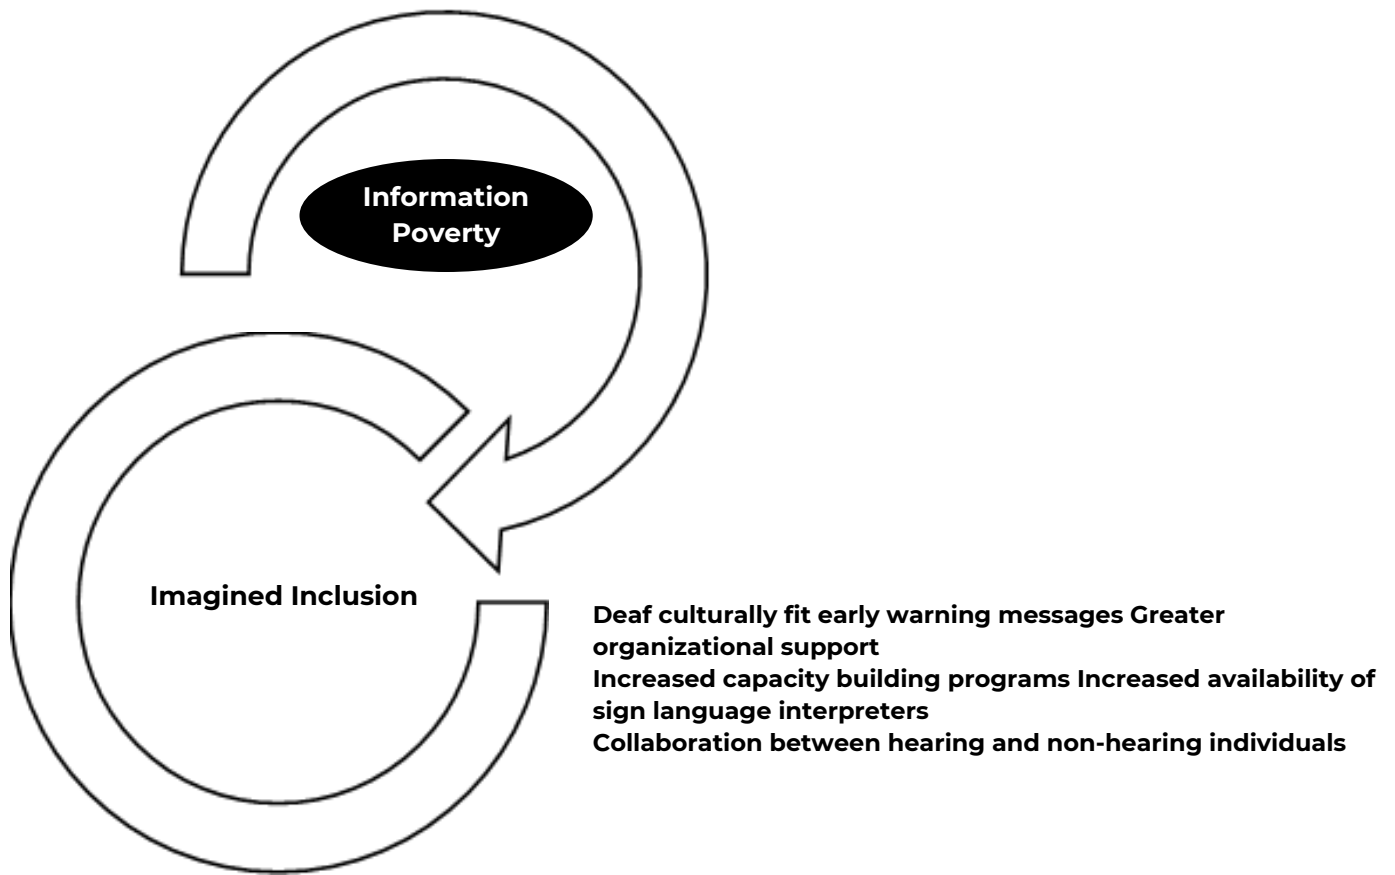 Information
Poverty
Imagined Inclusion
Deaf culturally fit early warning messages Greater
organizational support
Increased capacity building programs Increased availability of
sign language interpreters
Collaboration between hearing and non-hearing individuals